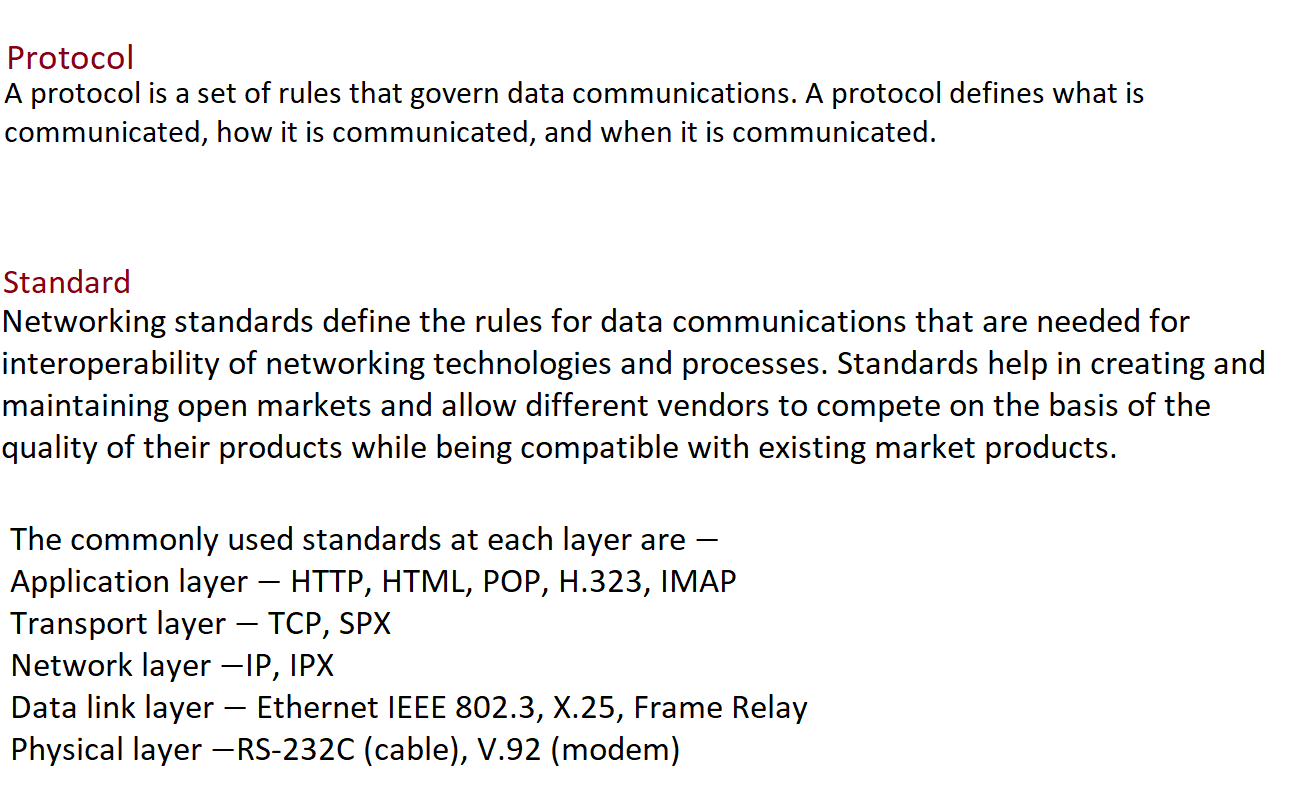 Protocol
A protocol is a set of rules that govern data communications. A protocol defines what is
communicated, how it is communicated, and when it is communicated.
Standard
Networking standards define the rules for data communications that are needed for
interoperability of networking technologies and processes. Standards help in creating and
maintaining open markets and allow different vendors to compete on the basis of the
quality of their products while being compatible with existing market products.
The commonly used standards at each layer are —
Application layer — HTTP, HTML, POP, H.323, IMAP
Transport layer — TCP, SPX
Network layer —IP, IPX
Data link layer — Ethernet IEEE 802.3, X.25, Frame Relay
Physical layer —RS-232C (cable), V.92 (modem)